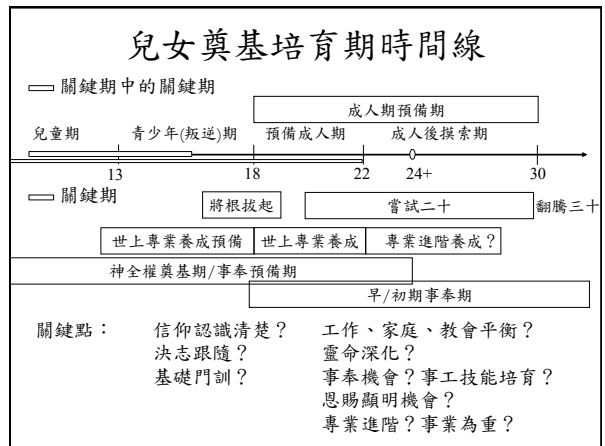 兒女奠基培育期時間線
關鍵期中的關鍵期
成人期預備期
兒童期 青少年(叛逆)期 預備成人期 成人後摸索期
13 18 22 24+ 30
關鍵期
將根拔起 嘗試二十 翻騰三十
世上專業養成預備 世上專業養成 專業進階養成？
神全權奠基期/事奉預備期
早/初期事奉期
關鍵點： 信仰認識清楚？ 工作、家庭、教會平衡？
決志跟隨？ 靈命深化？
基礎門訓？ 事奉機會？事工技能培育？
恩賜顯明機會？
專業進階？事業為重？